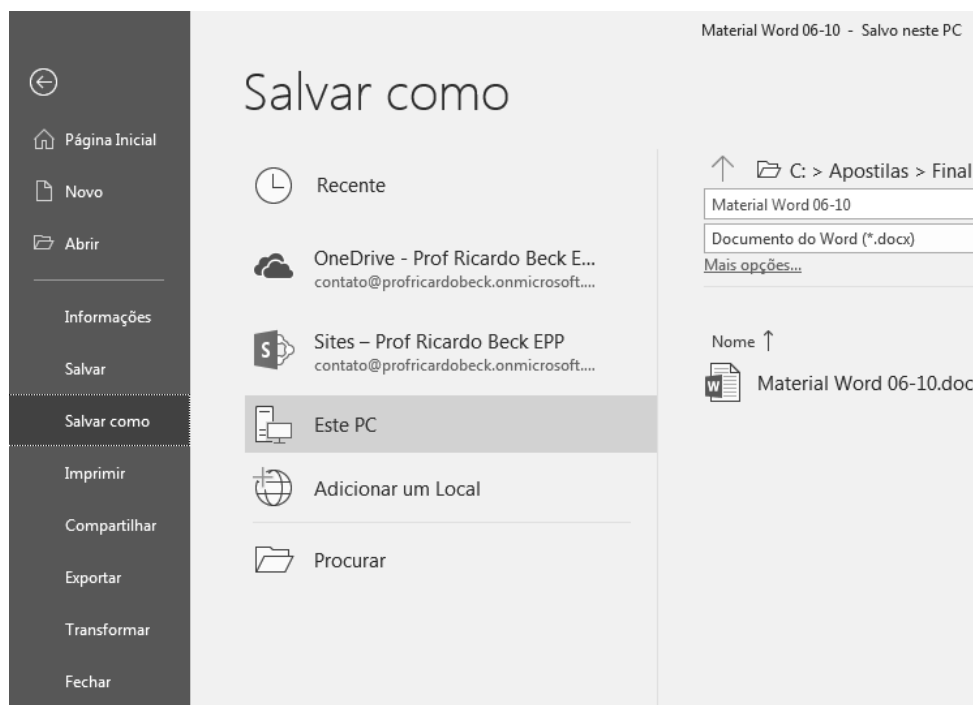 Material Word 06-10 - Salvo neste PC
Salvar como
Página Inicial
Novo
Abrir
Informações
Salvar
Salvar como
Imprimir
Compartilhar
Exportar
Transformar
Fechar
Recente
OneDrive - Prof Ricardo Beck E...
contato@profricardobeck.onmicrosoft....
Sites – Prof Ricardo Beck EPP
contato@profricardobeck.onmicrosoft....
Este PC
Adicionar um Local
Procurar
C: > Apostilas > Final
Material Word 06-10
Documento do Word (*.docx)
Mais opções...
Nome ↑
Material Word 06-10.doc